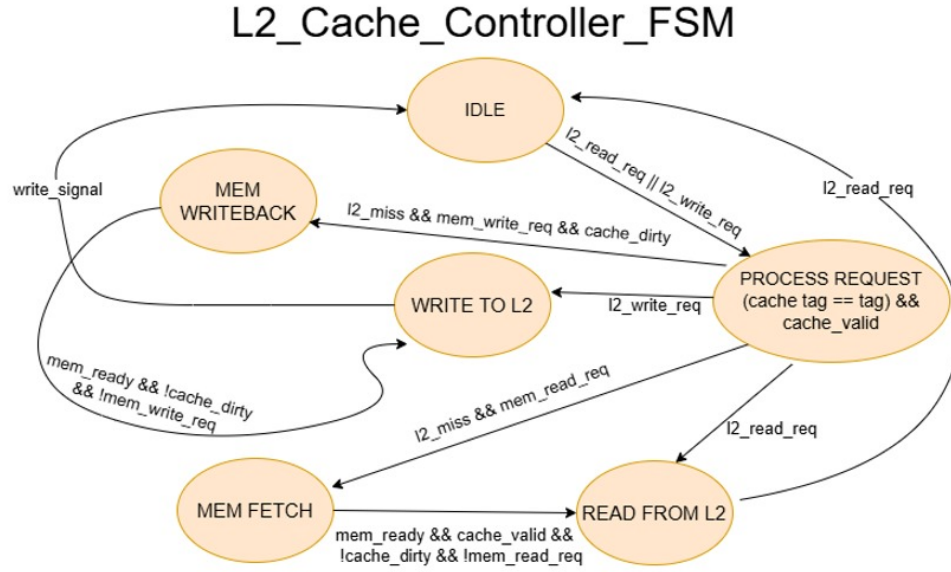 L2_Cache_Controller_FSM
IDLE
l2_read_req || l2_write_req
MEM
WRITEBACK
write_signal
l2_read_req
l2_miss && mem_write_req && cache_dirty
PROCESS REQUEST
(cache tag == tag) &&
cache_valid
WRITE TO L2
l2_write_req
mem_ready && !cache_dirty
&& !mem_write_req
l2_miss && mem_read_req
l2_read_req
MEM FETCH
READ FROM L2
mem_ready && cache_valid &&
!cache_dirty && !mem_read_req